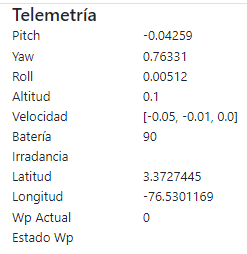 Telemetría
Pitch -0.04259
Yaw 0.76331
Roll 0.00512
Altitud 0.1
Velocidad [-0.05, -0.01, 0.0]
Batería 90
Irradancia
Latitud 3.3727445
Longitud -76.5301169
Wp Actual 0
Estado Wp